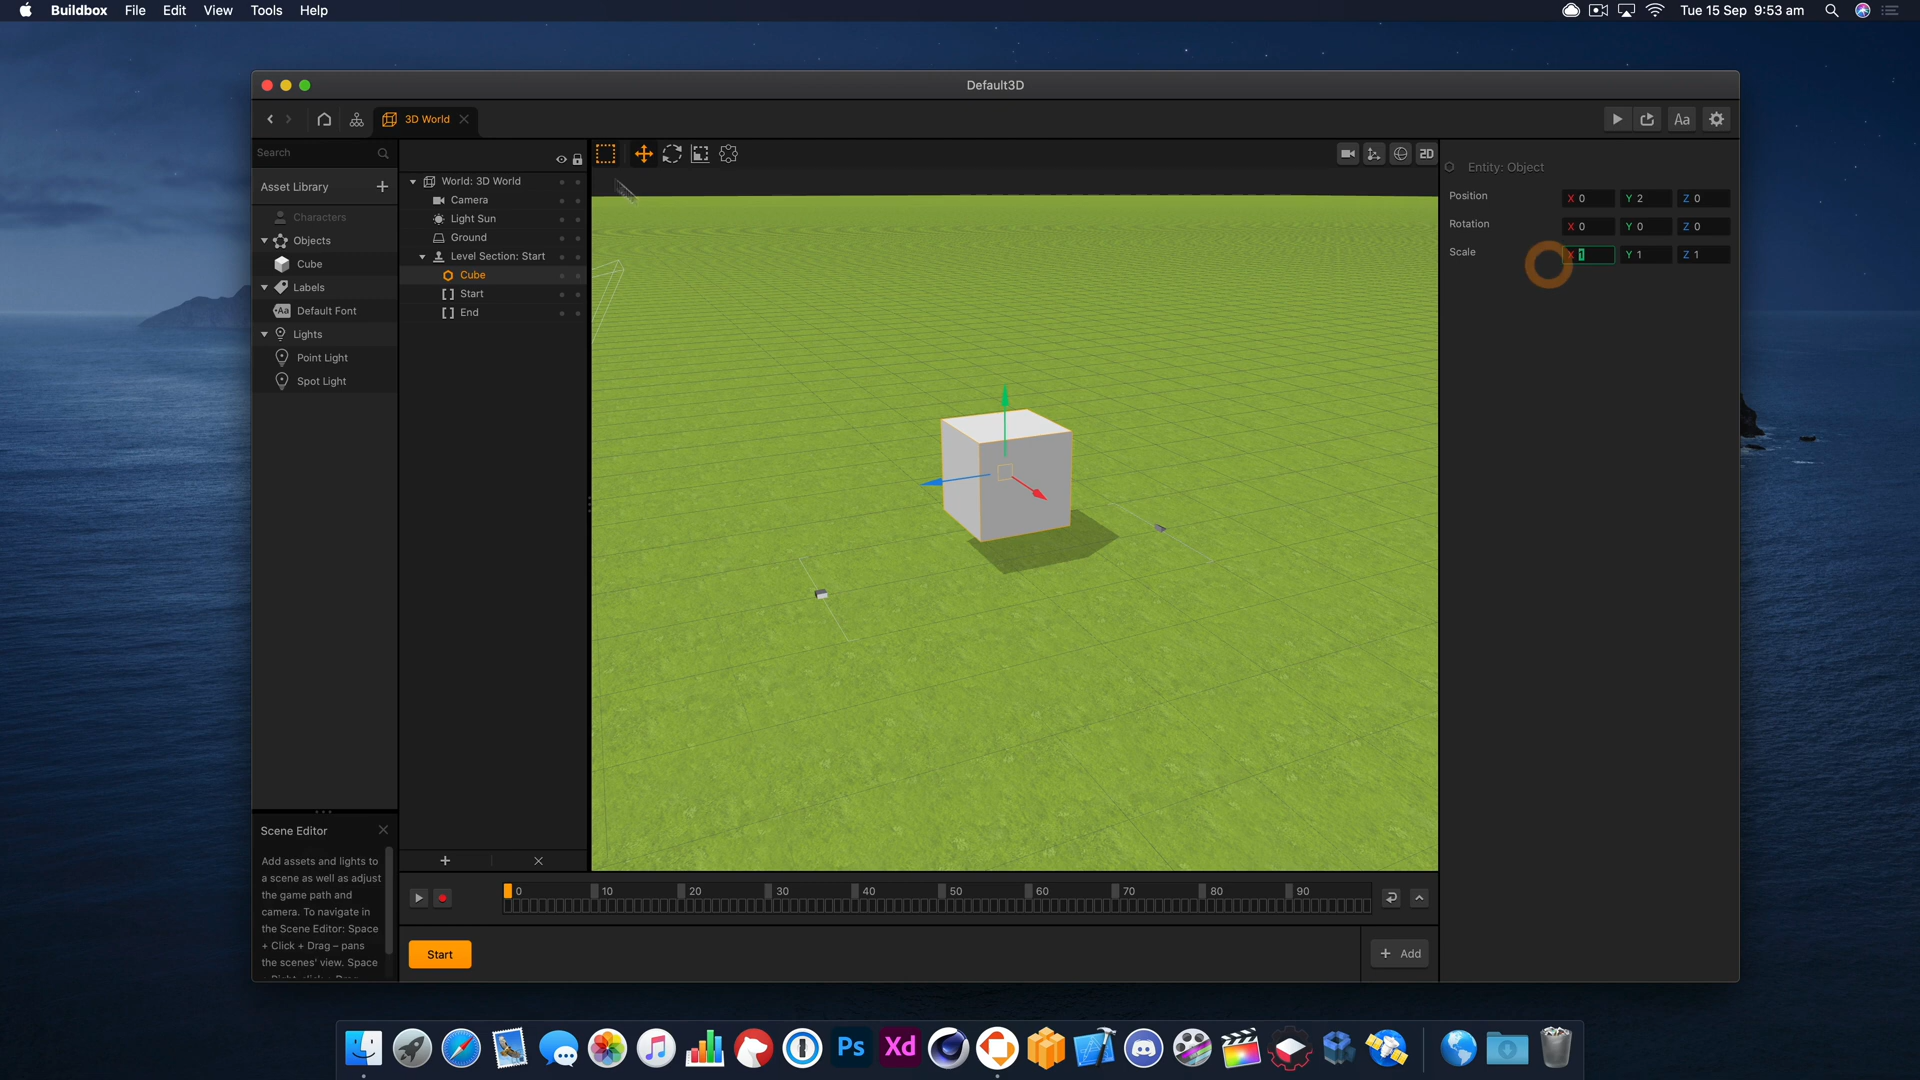 Buildbox File Edit View Tools Help
Tue 15 Sep 9:53 am
Default3D
3D World
Aa
Search
Asset Library
2D
Entity: Object
World: 3D World
Position X 0 Y 2 Z 0
Characters
Camera
Light Sun
Rotation X 0 Y 0 Z 0
Objects
Ground
Level Section: Start
Scale X 1 Y 1 Z 1
Cube
Cube
Labels
Start
Aa Default Font
End
Lights
Point Light
Spot Light
Scene Editor
Add assets and lights to
a scene as well as adjust
the game path and
camera. To navigate in
the Scene Editor: Space
+ Click + Drag – pans
the scenes' view. Space
0 10 20 30 40 50 60 70 80 90
Start
Add
Ps
Xd